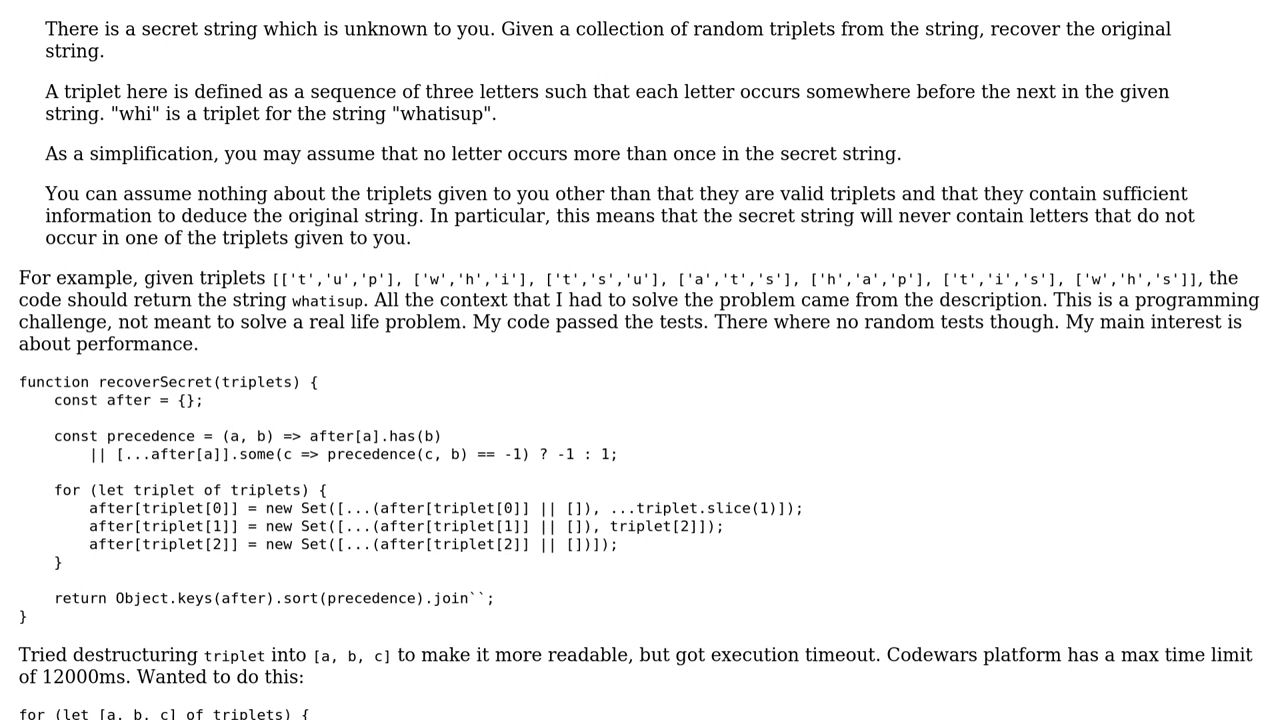 There is a secret string which is unknown to you. Given a collection of random triplets from the string, recover the original
string.
A triplet here is defined as a sequence of three letters such that each letter occurs somewhere before the next in the given
string. "whi" is a triplet for the string "whatisup".
As a simplification, you may assume that no letter occurs more than once in the secret string.
You can assume nothing about the triplets given to you other than that they are valid triplets and that they contain sufficient
information to deduce the original string. In particular, this means that the secret string will never contain letters that do not
occur in one of the triplets given to you.
For example, given triplets [['t','u','p'], ['w','h','i'], ['t','s','u'], ['a','t','s'], ['h','a','p'], ['t','i','s'], ['w','h','s']], the
code should return the string whatisup. All the context that I had to solve the problem came from the description. This is a programming
challenge, not meant to solve a real life problem. My code passed the tests. There where no random tests though. My main interest is
about performance.
function recoverSecret(triplets) {
    const after = {};
    const precedence = (a, b) => after[a].has(b)
        || [...after[a]].some(c => precedence(c, b) == -1) ? -1 : 1;
    for (let triplet of triplets) {
        after[triplet[0]] = new Set([...(after[triplet[0]] || []), ...triplet.slice(1)]);
        after[triplet[1]] = new Set([...(after[triplet[1]] || []), triplet[2]]);
        after[triplet[2]] = new Set([...(after[triplet[2]] || [])]);
    }
    return Object.keys(after).sort(precedence).join``;
}
Tried destructuring triplet into [a, b, c] to make it more readable, but got execution timeout. Codewars platform has a max time limit
of 12000ms. Wanted to do this:
for (let [a, b, c] of triplets) {